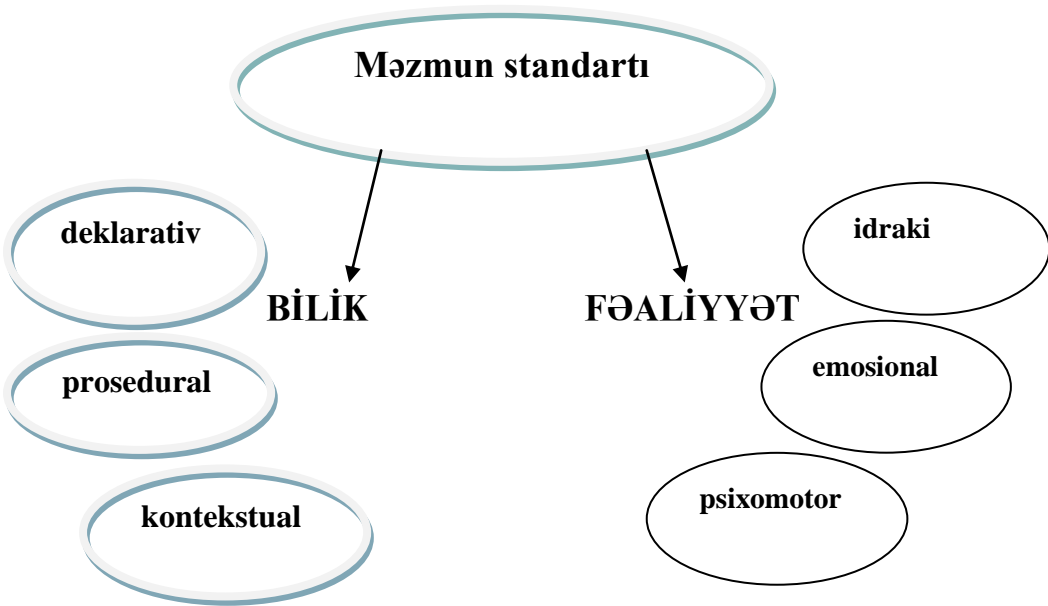 Məzmun standartı
deklarativ
idraki
BİLİK
FƏALİYYƏT
prosedural
emosional
kontekstual
psixomotor